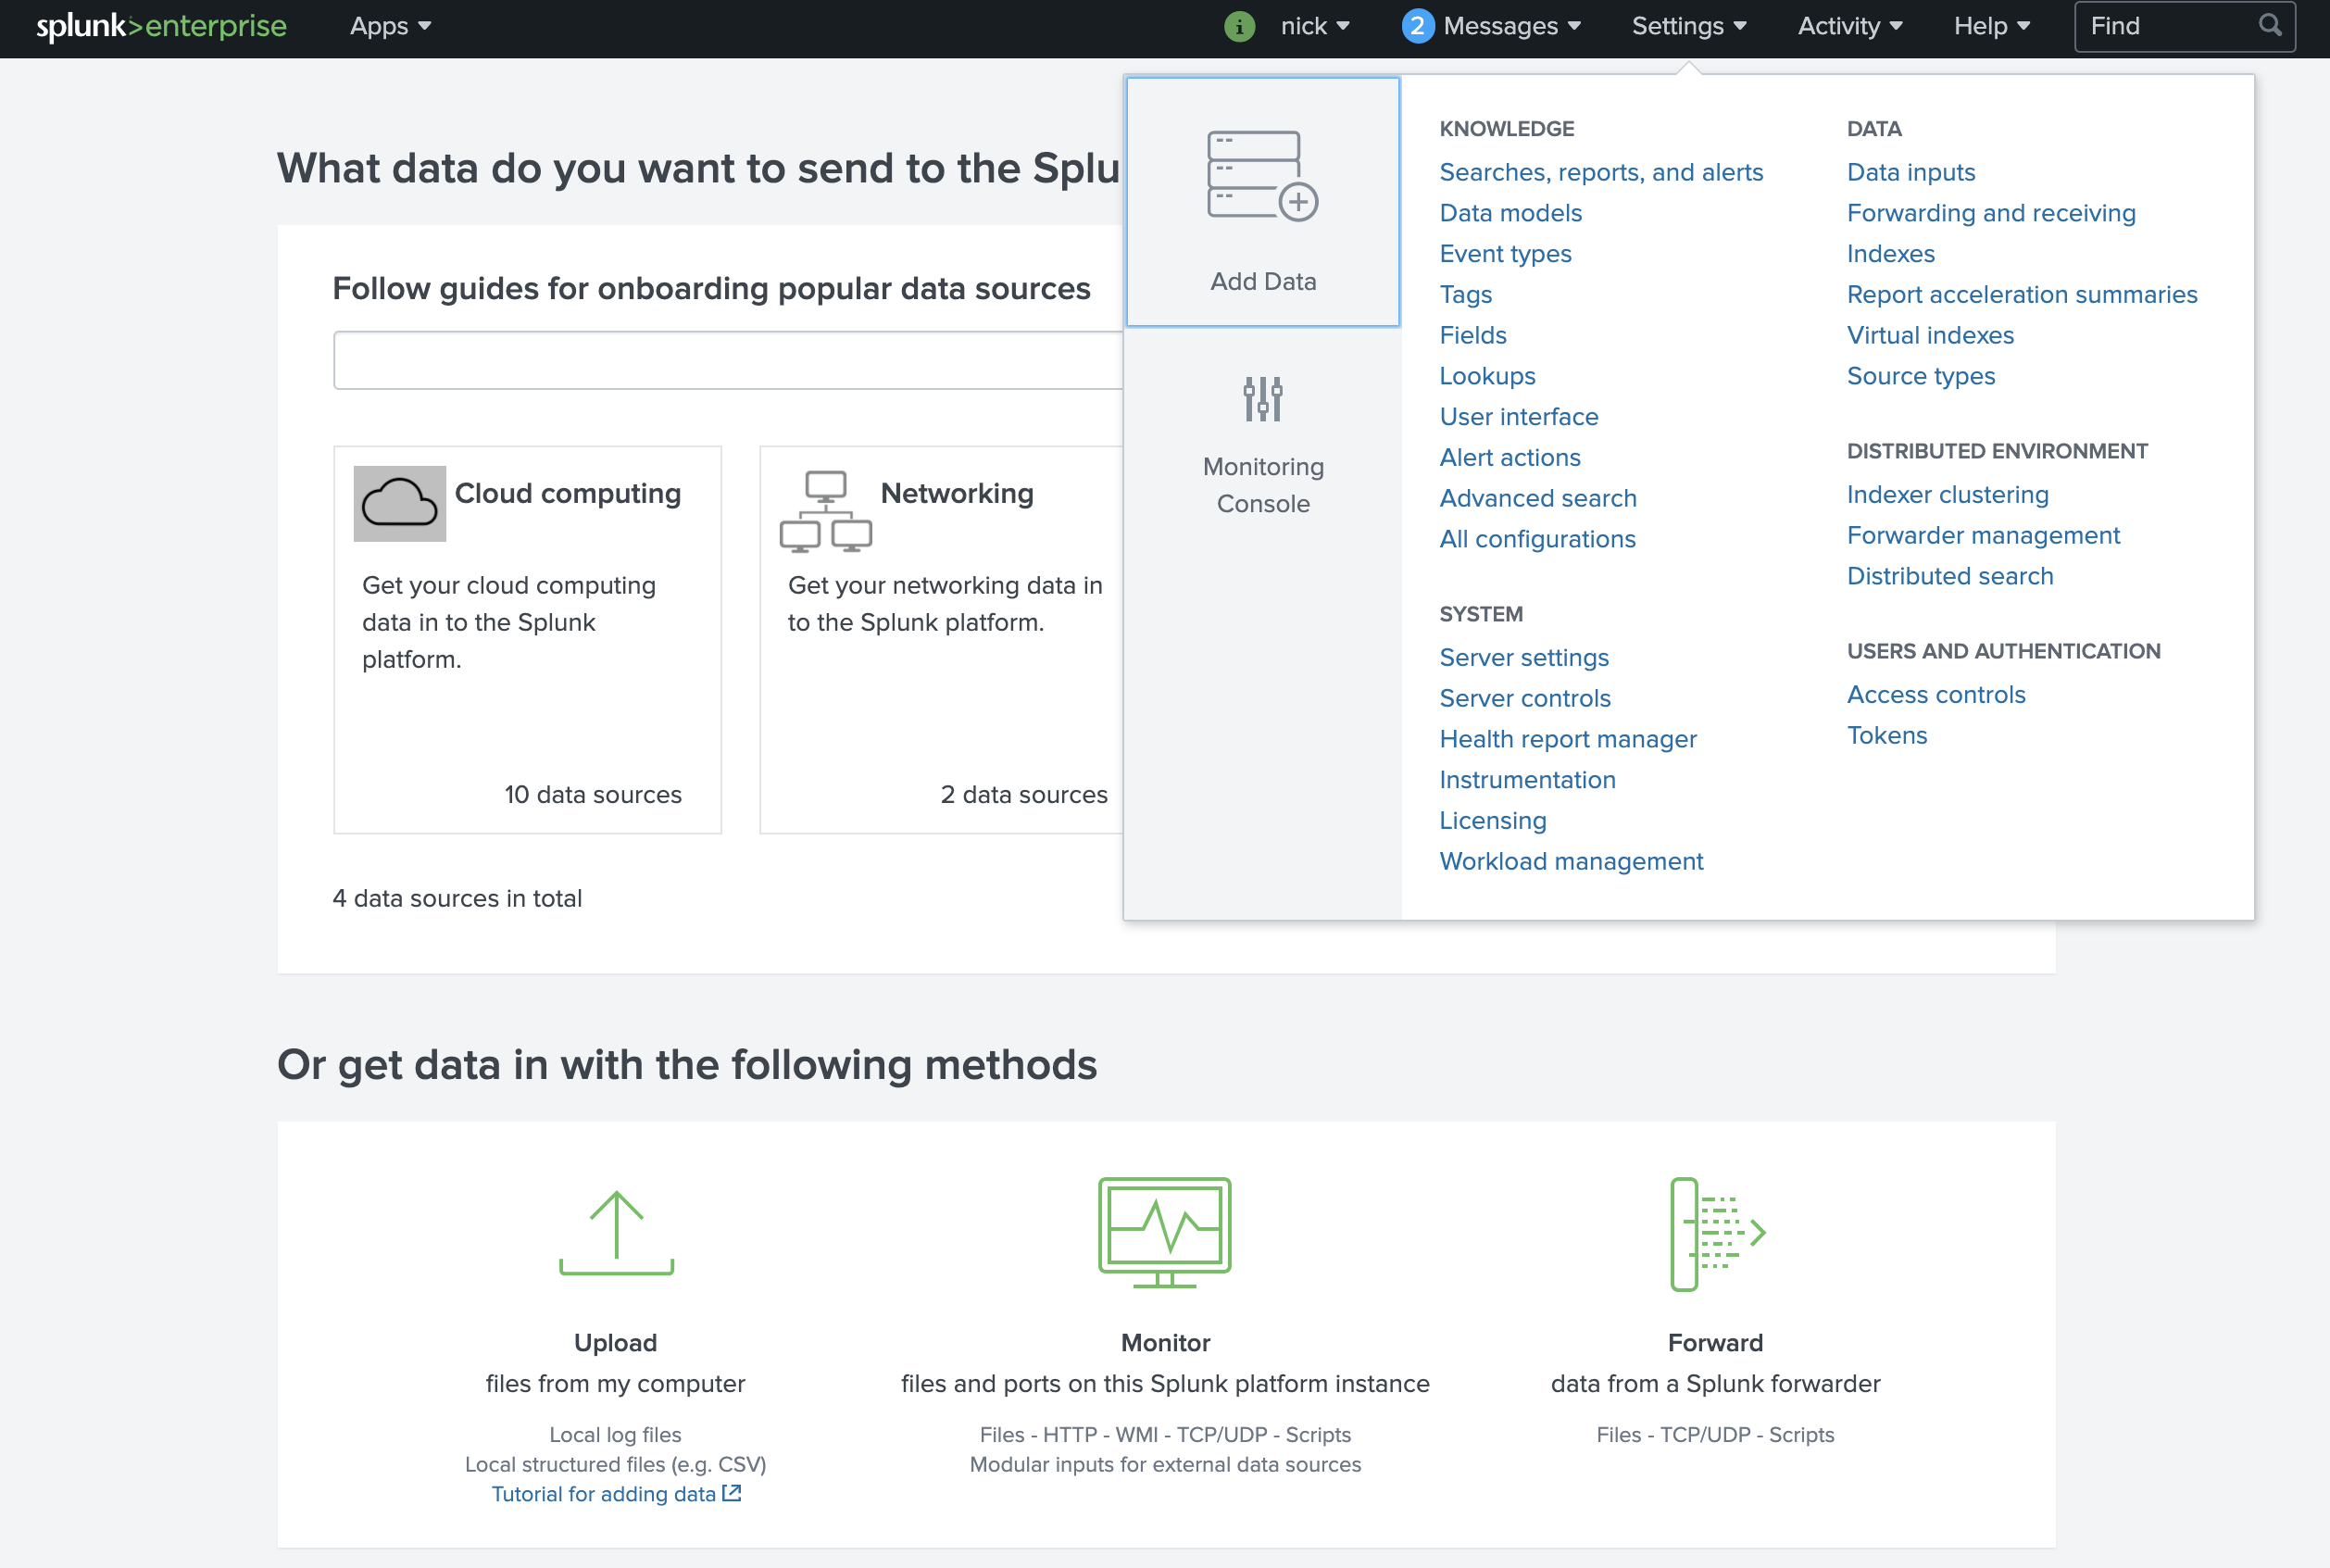 splunk>enterprise
Apps
i
nick
2 Messages
Settings
Activity
Help
Find
What data do you want to send to the Splu
Follow guides for onboarding popular data sources
Cloud computing
Get your cloud computing
data in to the Splunk
platform.
10 data sources
Networking
Get your networking data in
to the Splunk platform.
2 data sources
4 data sources in total
Add Data
Monitoring
Console
KNOWLEDGE
Searches, reports, and alerts
Data models
Event types
Tags
Fields
Lookups
User interface
Alert actions
Advanced search
All configurations
SYSTEM
Server settings
Server controls
Health report manager
Instrumentation
Licensing
Workload management
DATA
Data inputs
Forwarding and receiving
Indexes
Report acceleration summaries
Virtual indexes
Source types
DISTRIBUTED ENVIRONMENT
Indexer clustering
Forwarder management
Distributed search
USERS AND AUTHENTICATION
Access controls
Tokens
Or get data in with the following methods
Upload
files from my computer
Local log files
Local structured files (e.g. CSV)
Tutorial for adding data
Monitor
files and ports on this Splunk platform instance
Files - HTTP - WMI - TCP/UDP - Scripts
Modular inputs for external data sources
Forward
data from a Splunk forwarder
Files - TCP/UDP - Scripts